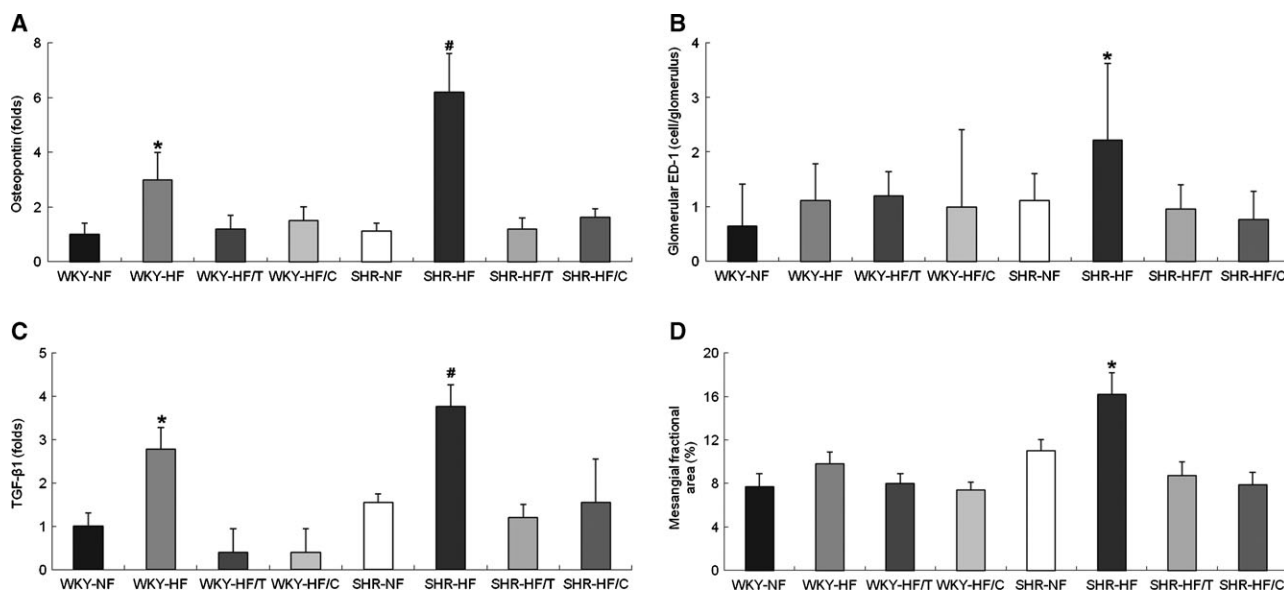 A
Osteopontin (folds)
8
6
4
2
0
*
#
WKY-NF WKY-HF WKY-HF/T WKY-HF/C SHR-NF SHR-HF SHR-HF/T SHR-HF/C
B
Glomerular ED-1 (cell/glomerulus)
4
3
2
1
0
*
WKY-NF WKY-HF WKY-HF/T WKY-HF/C SHR-NF SHR-HF SHR-HF/T SHR-HF/C
C
TGF-β1 (folds)
5
4
3
2
1
0
*
#
WKY-NF WKY-HF WKY-HF/T WKY-HF/C SHR-NF SHR-HF SHR-HF/T SHR-HF/C
D
Mesangial fractional
area (%)
20
16
12
8
4
0
*
WKY-NF WKY-HF WKY-HF/T WKY-HF/C SHR-NF SHR-HF SHR-HF/T SHR-HF/C